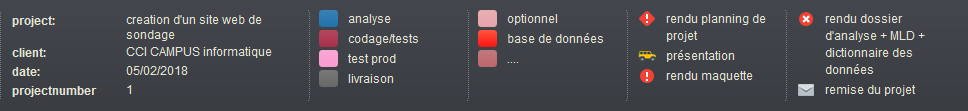 project: creation d'un site web de
sondage
client: CCI CAMPUS informatique
date: 05/02/2018
projectnumber 1
analyse
codage/tests
test prod
livraison
optionnel
base de données
....
rendu planning de
projet
présentation
rendu maquette
rendu dossier
d'analyse + MLD +
dictionnaire des
données
remise du projet